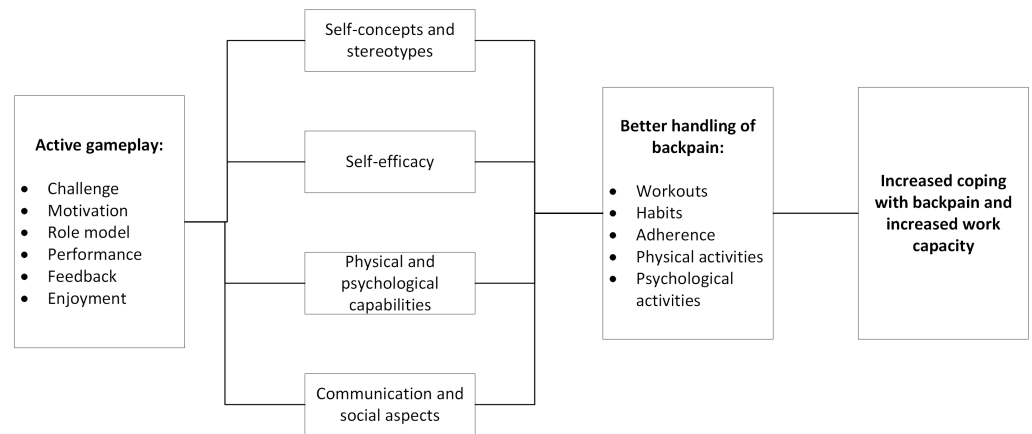 Active gameplay:
• Challenge
• Motivation
• Role model
• Performance
• Feedback
• Enjoyment
Self-concepts and
stereotypes
Self-efficacy
Physical and
psychological
capabilities
Communication and
social aspects
Better handling of
backpain:
• Workouts
• Habits
• Adherence
• Physical activities
• Psychological
activities
Increased coping
with backpain and
increased work
capacity